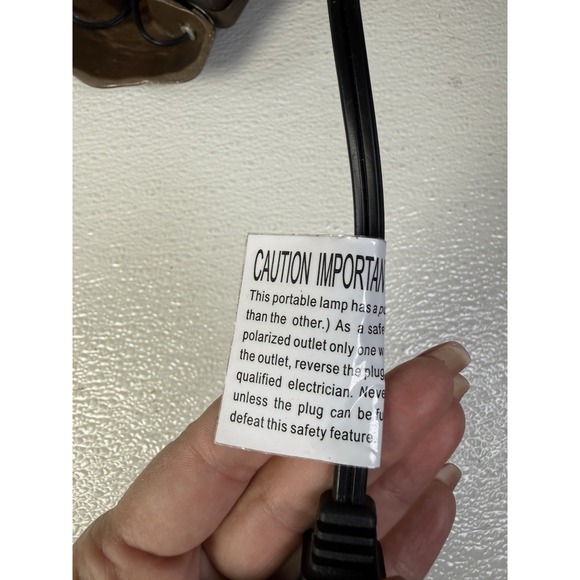 CAUTION IMPORTAN
This portable lamp has a po
than the other.) As a safe
polarized outlet only one w
the outlet, reverse the plug
qualified electrician. Neve
unless the plug can be fu
defeat this safety feature.